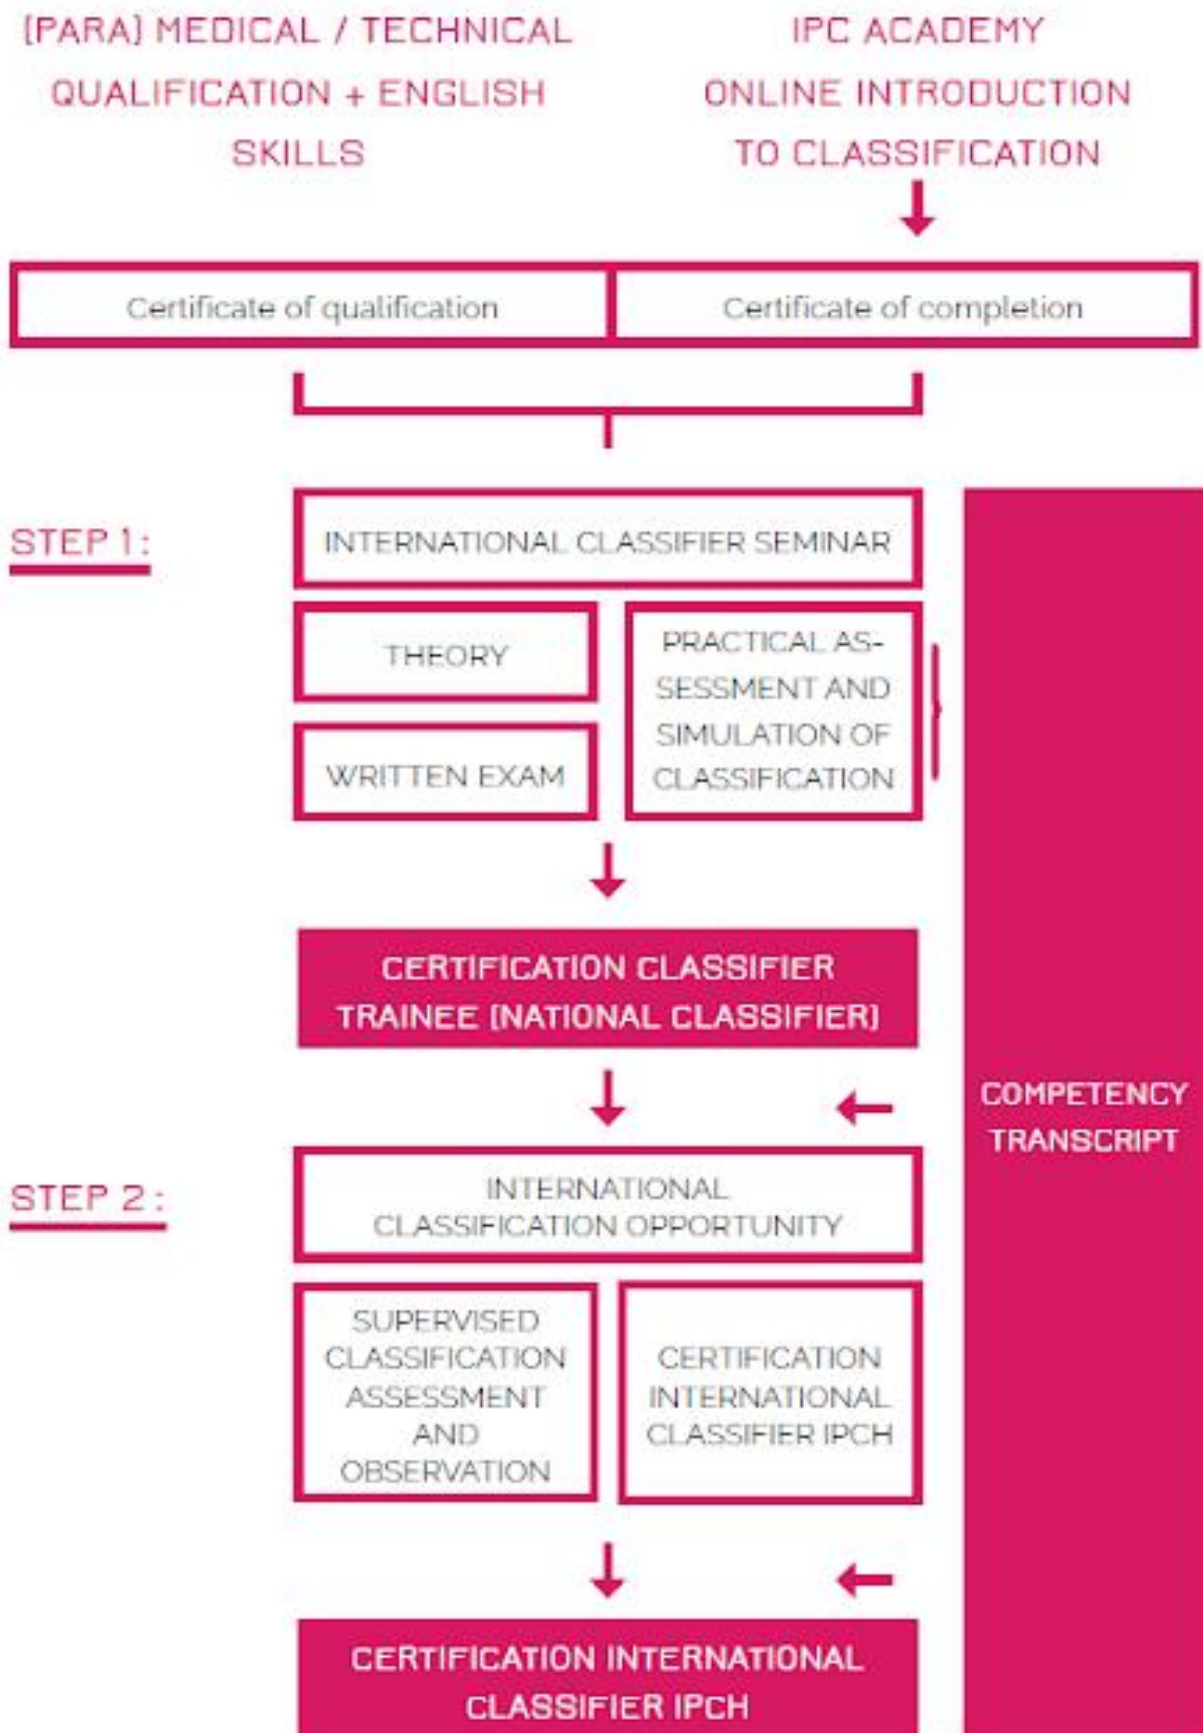 (PARA) MEDICAL / TECHNICAL
QUALIFICATION + ENGLISH
SKILLS
IPC ACADEMY
ONLINE INTRODUCTION
TO CLASSIFICATION
Certificate of qualification
Certificate of completion
STEP 1:
INTERNATIONAL CLASSIFIER SEMINAR
THEORY
WRITTEN EXAM
PRACTICAL AS-
SESSMENT AND
SIMULATION OF
CLASSIFICATION
CERTIFICATION CLASSIFIER
TRAINEE (NATIONAL CLASSIFIER)
COMPETENCY
TRANSCRIPT
STEP 2:
INTERNATIONAL
CLASSIFICATION OPPORTUNITY
SUPERVISED
CLASSIFICATION
ASSESSMENT
AND
OBSERVATION
CERTIFICATION
INTERNATIONAL
CLASSIFIER IPCH
CERTIFICATION INTERNATIONAL
CLASSIFIER IPCH